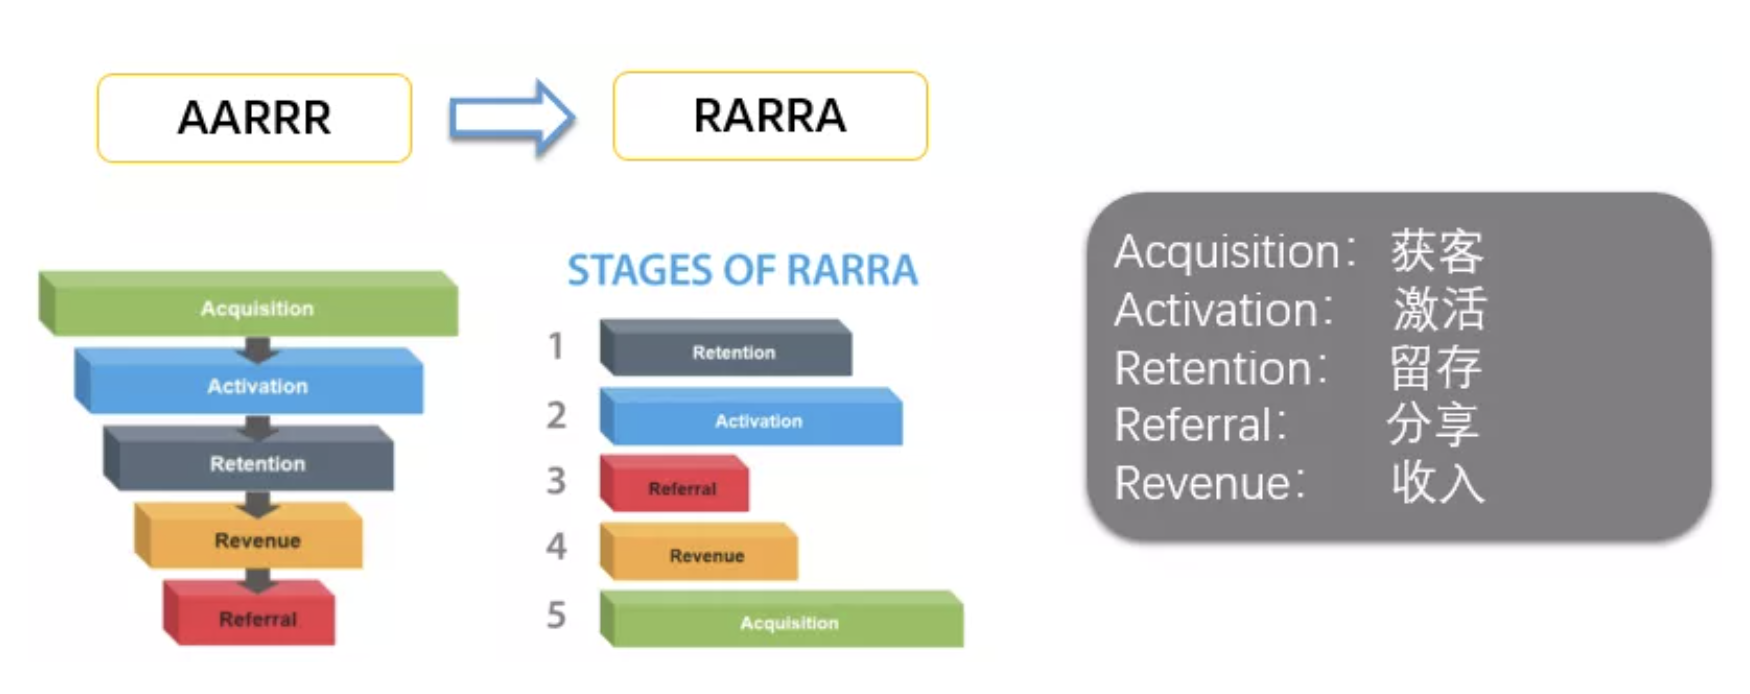 AARRR
RARRA
Acquisition
Activation
Retention
Revenue
Referral
STAGES OF RARRA
1 Retention
2 Activation
3 Referral
4 Revenue
5 Acquisition
Acquisition： 获客
Activation： 激活
Retention： 留存
Referral： 分享
Revenue： 收入